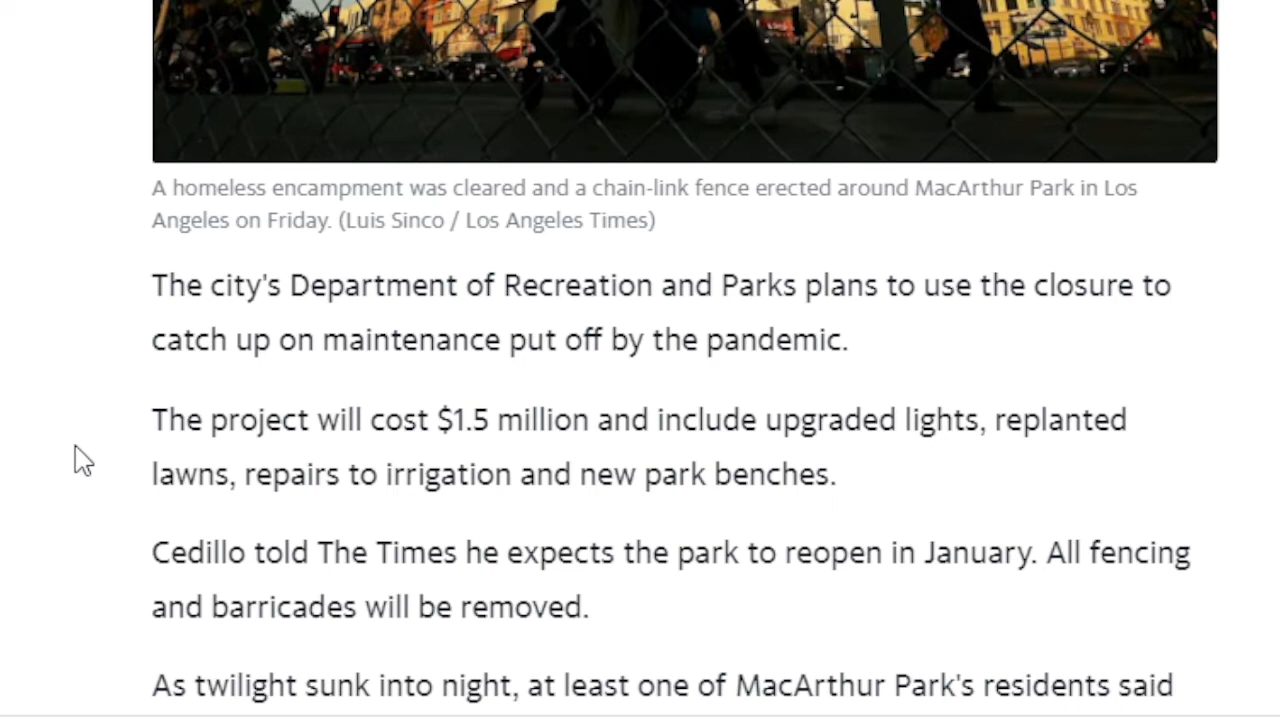 A homeless encampment was cleared and a chain-link fence erected around MacArthur Park in Los
Angeles on Friday. (Luis Sinco / Los Angeles Times)
The city's Department of Recreation and Parks plans to use the closure to
catch up on maintenance put off by the pandemic.
The project will cost $1.5 million and include upgraded lights, replanted
lawns, repairs to irrigation and new park benches.
Cedillo told The Times he expects the park to reopen in January. All fencing
and barricades will be removed.
As twilight sunk into night, at least one of MacArthur Park's residents said